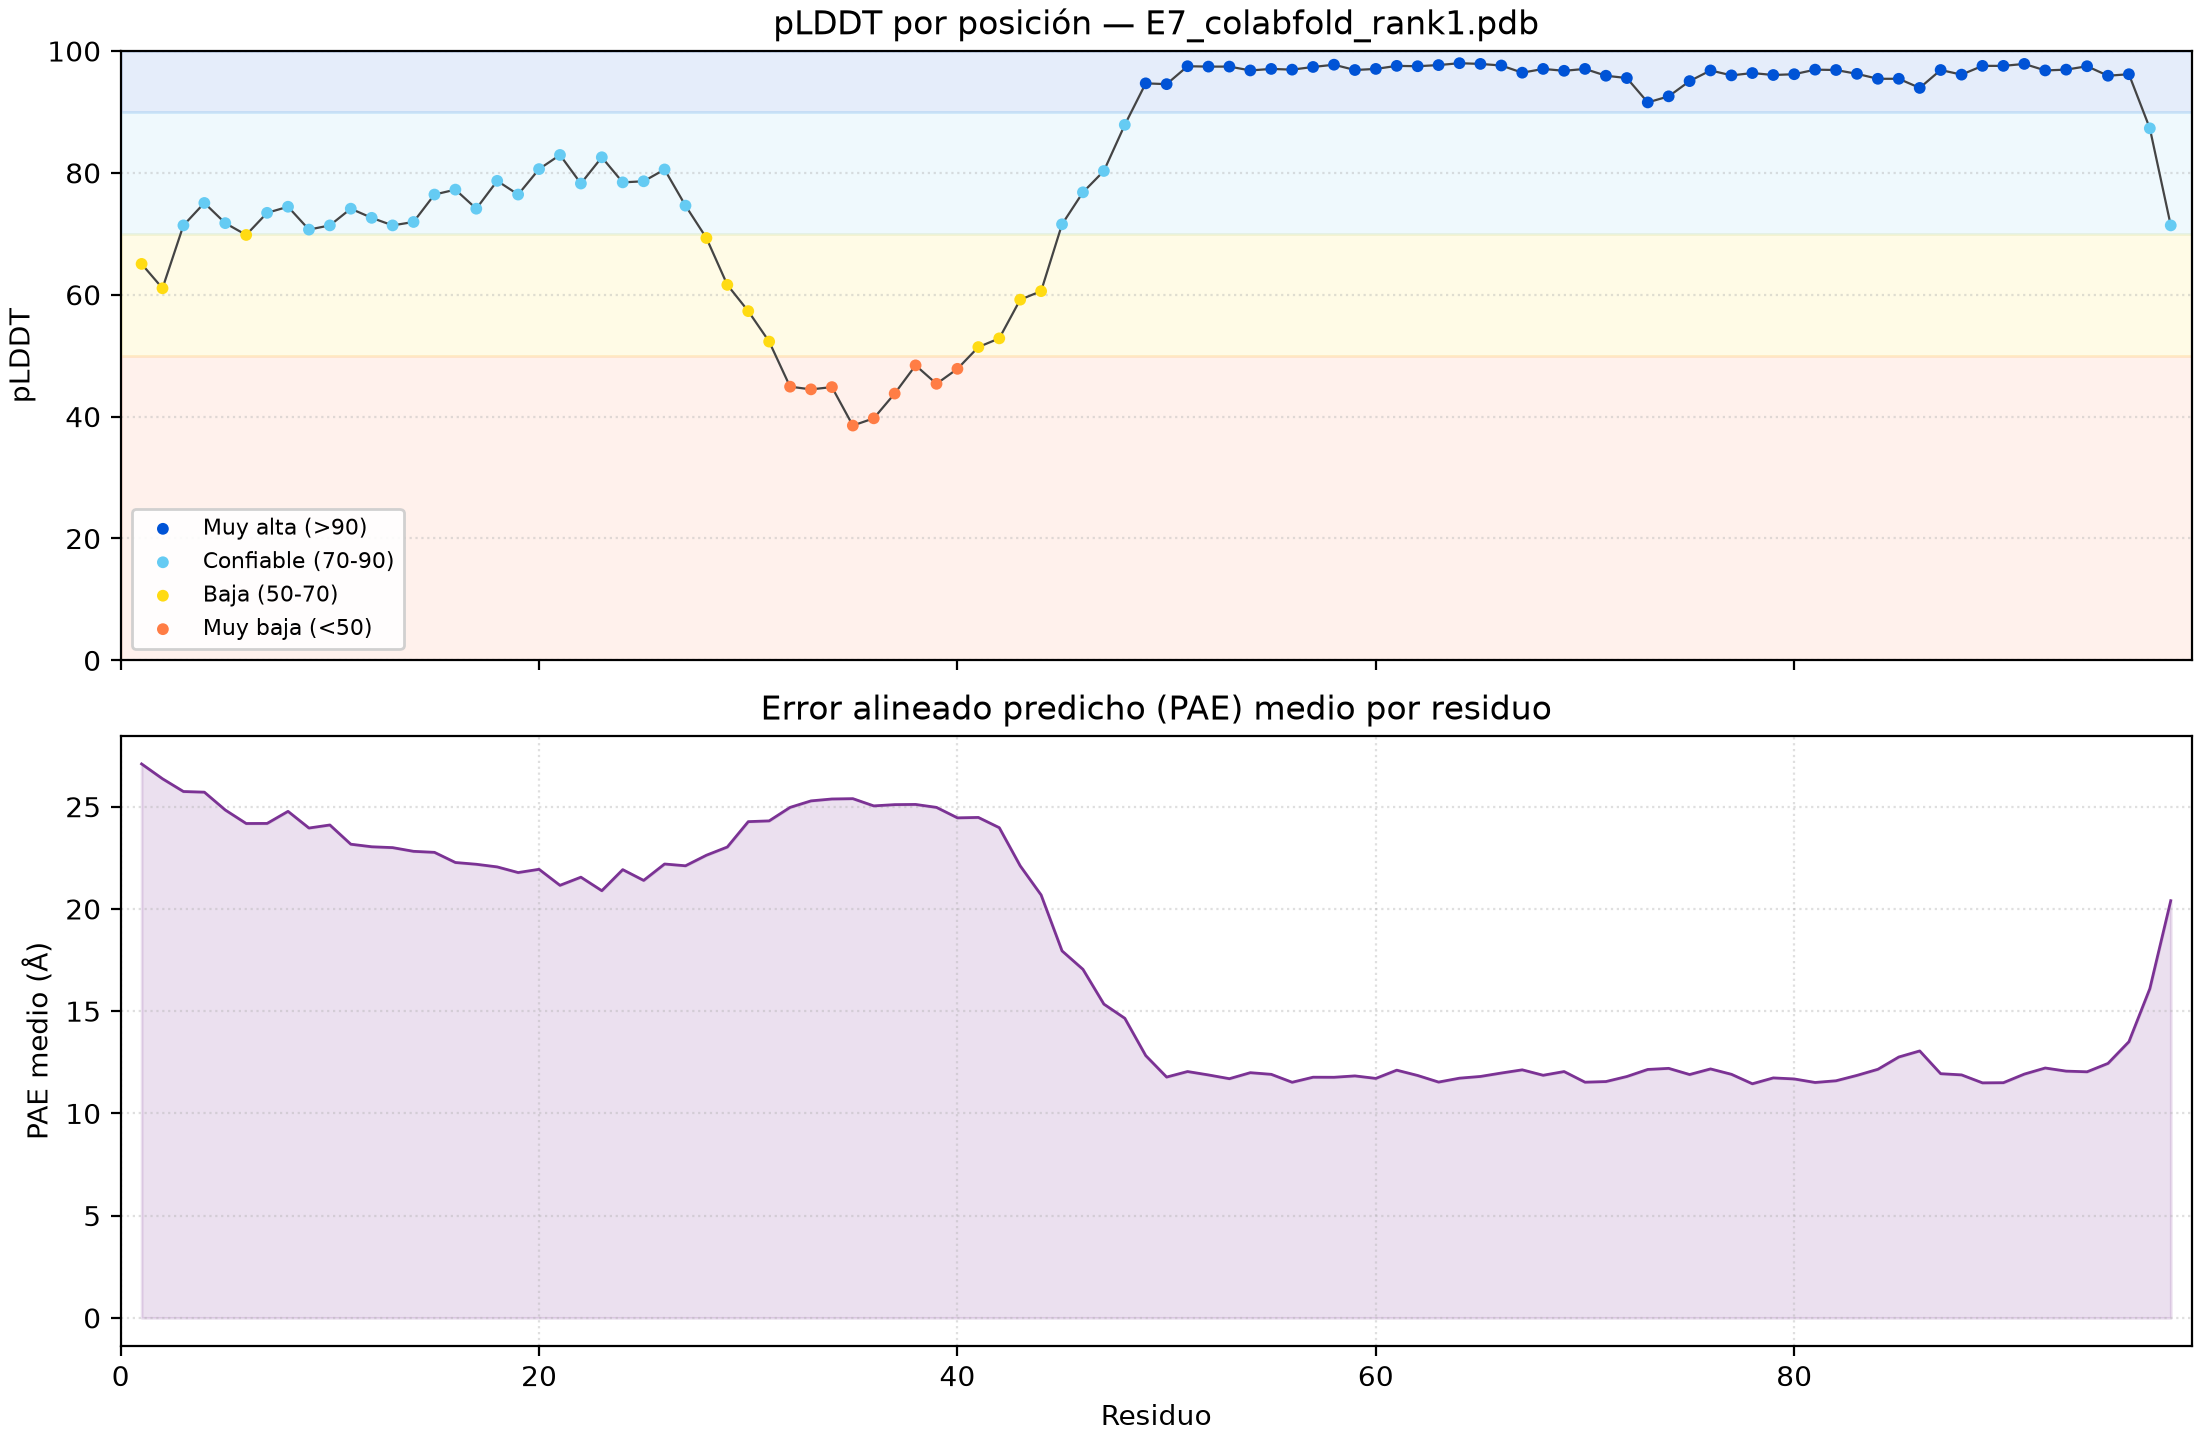 pLDDT por posición — E7_colabfold_rank1.pdb
100
80
60
40
20
0
pLDDT
Muy alta (>90)
Confiable (70-90)
Baja (50-70)
Muy baja (<50)
Error alineado predicho (PAE) medio por residuo
25
20
15
10
5
0
PAE medio (Å)
0
20
40
60
80
Residuo